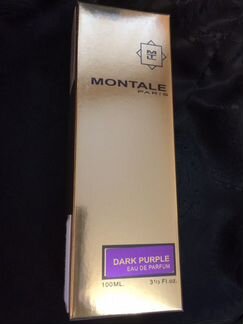 MONTALE
PARIS
DARK PURPLE
EAU DE PARFUM
100ML.
3⅓ Fl.oz.